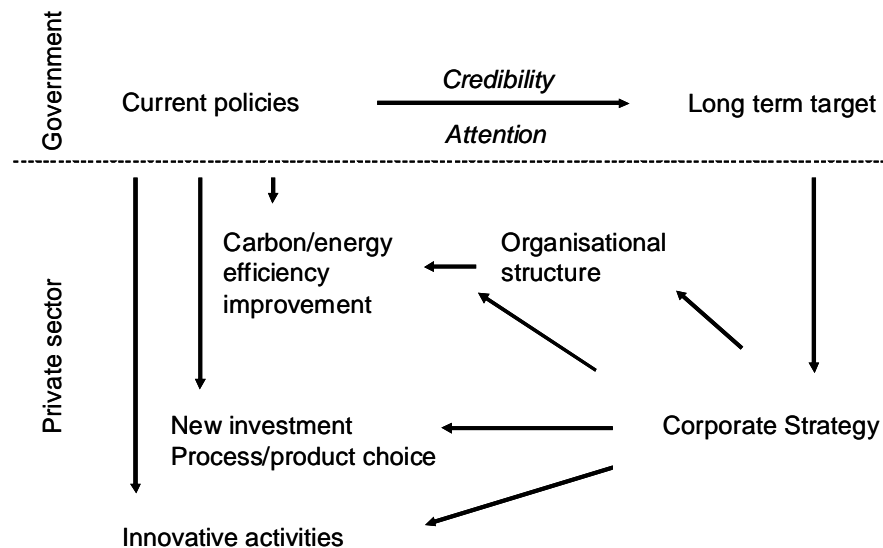 Government
Credibility
Current policies
Long term target
Attention
Private sector
Carbon/energy
efficiency
improvement
Organisational
structure
New investment
Process/product choice
Corporate Strategy
Innovative activities